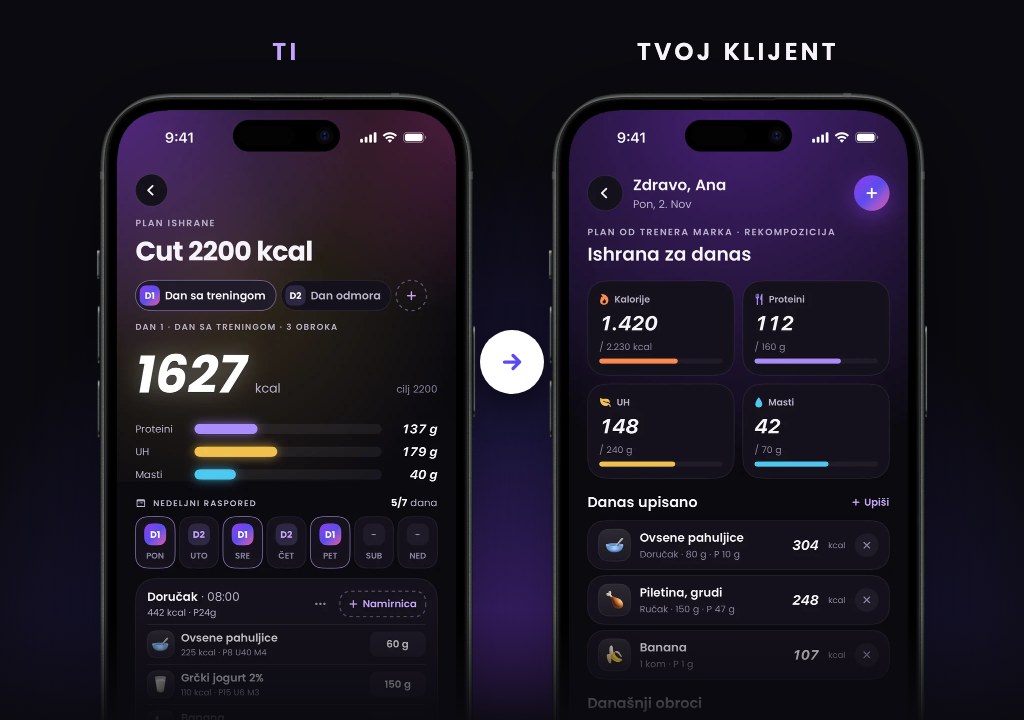 TI
9:41
PLAN ISHRANE
Cut 2200 kcal
D1 Dan sa treningom
D2 Dan odmora
+
DAN 1 · DAN SA TRENINGOM · 3 OBROKA
1627 kcal
cilj 2200
Proteini 137 g
UH 179 g
Masti 40 g
NEDELJNI RASPORED 5/7 dana
D1 D2 D1 D2 D1 - -
PON UTO SRE ČET PET SUB NED
Doručak · 08:00
442 kcal · P24g
+ Namirnica
Ovsene pahuljice
225 kcal · P8 U40 M4
60 g
Grčki jogurt 2%
110 kcal · P15 U6 M3
150 g
Banana
TVOJ KLIJENT
9:41
Zdravo, Ana
Pon, 2. Nov
+
PLAN OD TRENERA MARKA · REKOMPOZICIJA
Ishrana za danas
Kalorije
1.420
/ 2.230 kcal
Proteini
112
/ 160 g
UH
148
/ 240 g
Masti
42
/ 70 g
Danas upisano
+ Upiši
Ovsene pahuljice
Doručak · 80 g · P 10 g
304 kcal
Piletina, grudi
Ručak · 150 g · P 47 g
248 kcal
Banana
1 kom · P 1 g
107 kcal
Današnji obroci